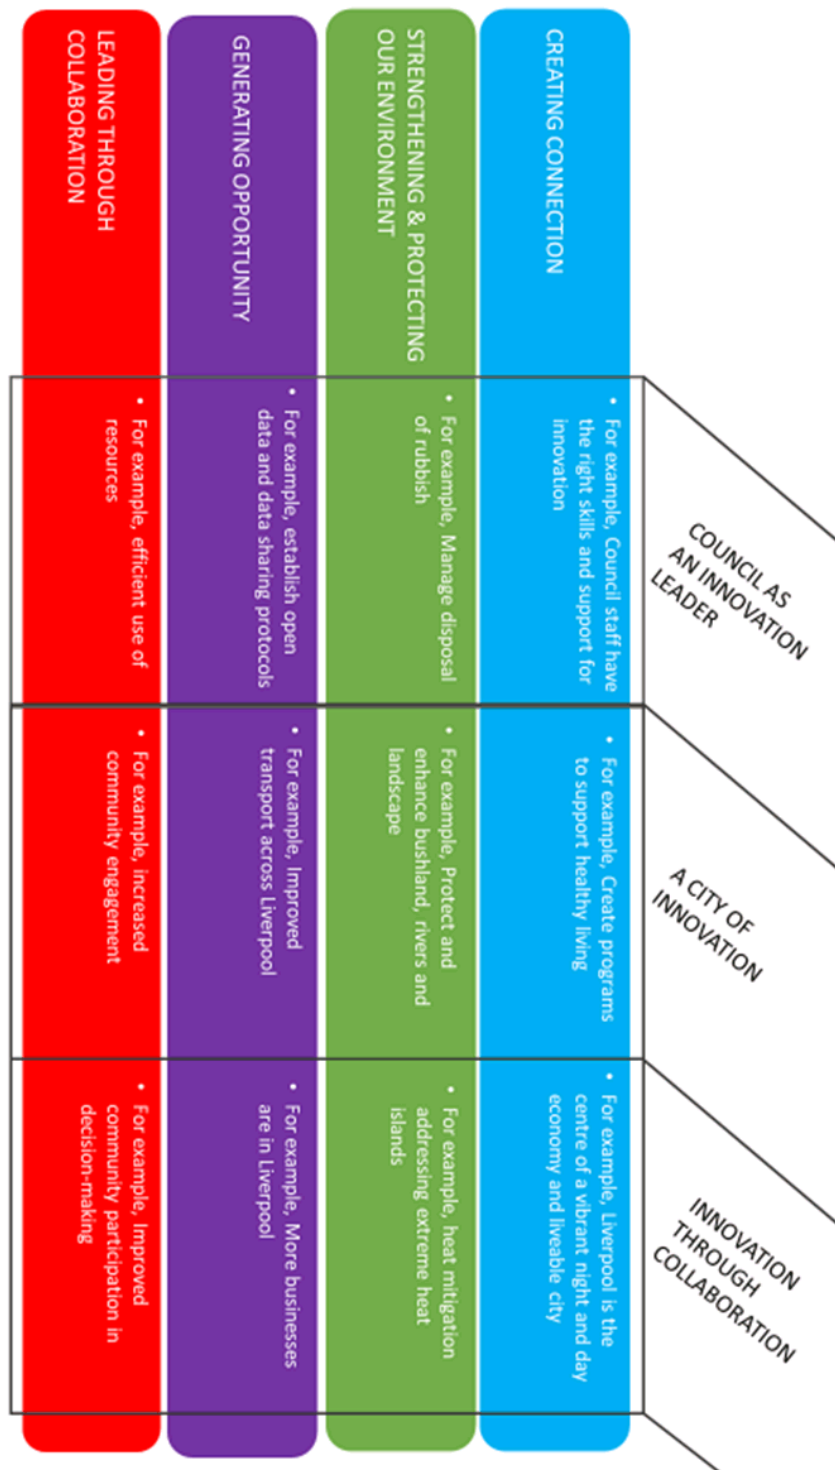 COUNCIL AS
AN INNOVATION
LEADER
A CITY OF
INNOVATION
INNOVATION
THROUGH
COLLABORATION
CREATING CONNECTION
• For example, Council staff have
the right skills and support for
innovation
• For example, Create programs
to support healthy living
• For example, Liverpool is the
centre of a vibrant night and day
economy and liveable city
STRENGTHENING & PROTECTING
OUR ENVIRONMENT
• For example, Manage disposal
of rubbish
• For example, Protect and
enhance bushland, rivers and
landscape
• For example, heat mitigation
addressing extreme heat
islands
GENERATING OPPORTUNITY
• For example, establish open
data and data sharing protocols
• For example, Improved
transport across Liverpool
• For example, More businesses
are in Liverpool
LEADING THROUGH
COLLABORATION
• For example, efficient use of
resources
• For example, increased
community engagement
• For example, Improved
community participation in
decision-making